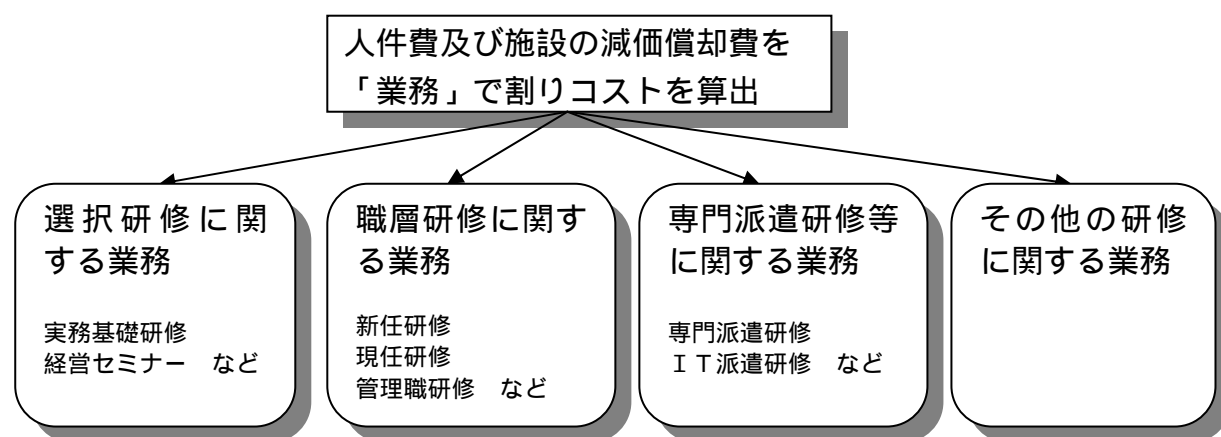 人件費及び施設の減価償却費を
「業務」で割りコストを算出
選択研修に関
する業務
実務基礎研修
経営セミナー　など
職層研修に関す
る業務
新任研修
現任研修
管理職研修　など
専門派遣研修等
に関する業務
専門派遣研修
ＩＴ派遣研修　など
その他の研修
に関する業務